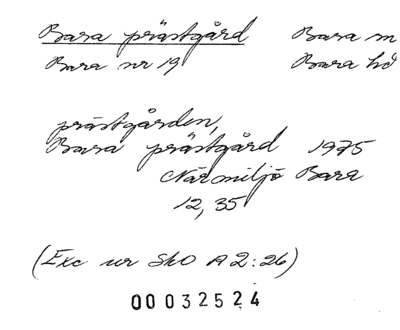 Bara prästgård Bara m
Bara nr 19 Bara hd
prästgården,
Bara prästgård 1975
Närmiljö Bara
12, 35
(Exc ur SkO A2:26)
00032524